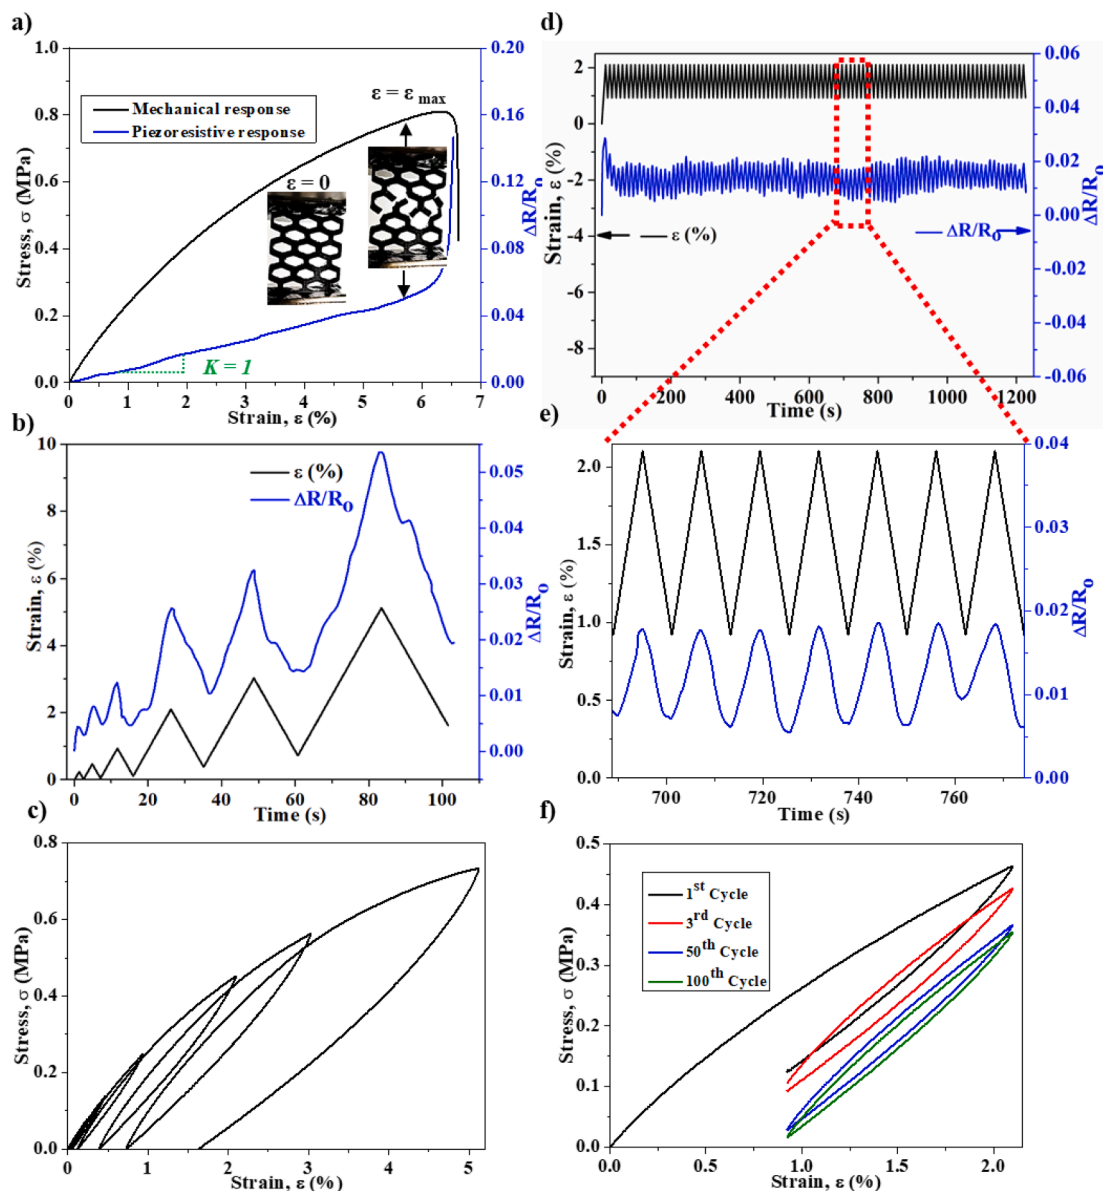 a)
1.0
0.8
0.6
0.4
0.2
0.0
Stress, σ (MPa)
Mechanical response
Piezoresistive response
ε = ε max
ε = 0
K = 1
0.20
0.16
0.12
0.08
0.04
0.00
ΔR/Ro
0 1 2 3 4 5 6 7
Strain, ε (%)
d)
2
0
-2
-4
-6
-8
Strain, ε (%)
ε (%)
ΔR/Ro
0.06
0.04
0.02
0.00
-0.02
-0.04
-0.06
ΔR/Ro
0 200 400 600 800 1000 1200
Time (s)
b)
10
8
6
4
2
0
Strain, ε (%)
ε (%)
ΔR/Ro
0.05
0.04
0.03
0.02
0.01
0.00
ΔR/Ro
0 20 40 60 80 100
Time (s)
e)
2.0
1.5
1.0
0.5
0.0
Strain, ε (%)
0.04
0.03
0.02
0.01
0.00
ΔR/Ro
700 720 740 760
Time (s)
c)
0.8
0.6
0.4
0.2
0.0
Stress, σ (MPa)
0 1 2 3 4 5
Strain, ε (%)
f)
0.5
0.4
0.3
0.2
0.1
0.0
Stress, σ (MPa)
1st Cycle
3rd Cycle
50th Cycle
100th Cycle
0.0 0.5 1.0 1.5 2.0
Strain, ε (%)